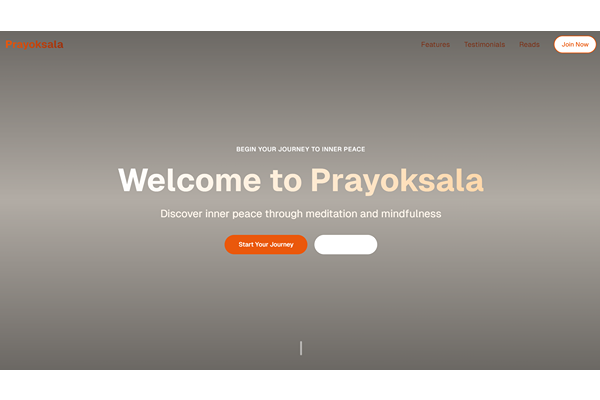 Prayoksala
Features
Testimonials
Reads
Join Now
BEGIN YOUR JOURNEY TO INNER PEACE
Welcome to Prayoksala
Discover inner peace through meditation and mindfulness
Start Your Journey